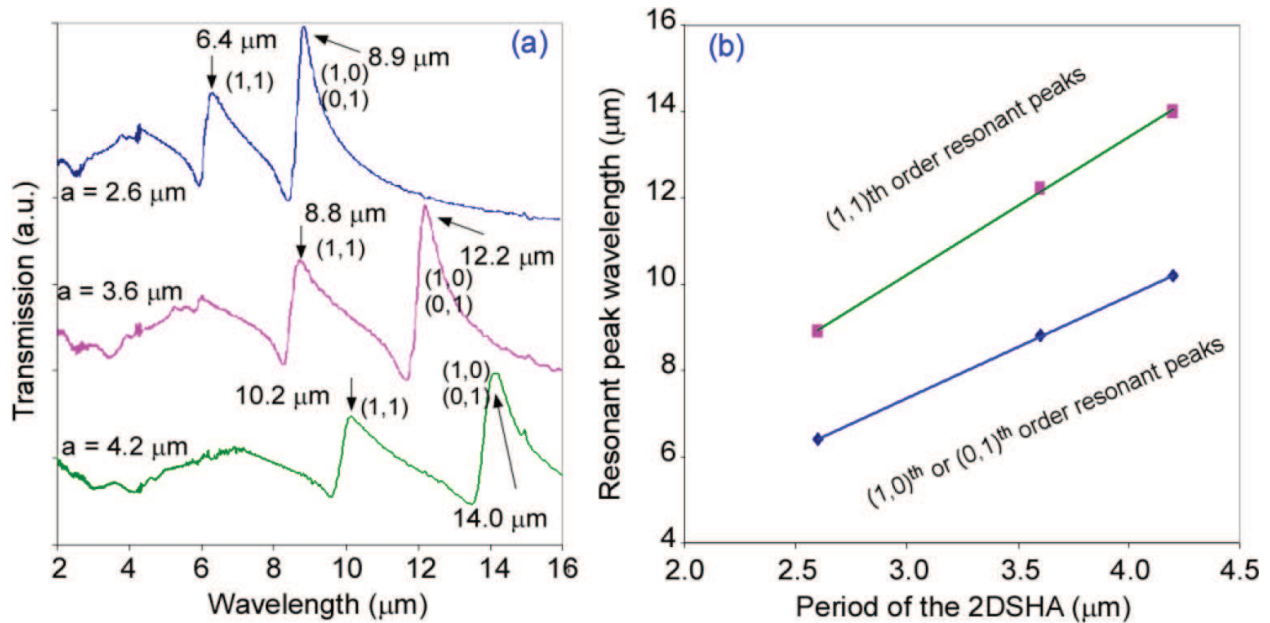 (a)
6.4 μm
(1,1)
8.9 μm
(1,0)
(0,1)
a = 2.6 μm
8.8 μm
(1,1)
12.2 μm
(1,0)
(0,1)
a = 3.6 μm
10.2 μm
(1,1)
(1,0)
(0,1)
a = 4.2 μm
14.0 μm
Transmission (a.u.)
2 4 6 8 10 12 14 16
Wavelength (μm)
(b)
16
14
12
10
8
6
4
Resonant peak wavelength (μm)
(1,1)th order resonant peaks
(1,0)th or (0,1)th order resonant peaks
2.0 2.5 3.0 3.5 4.0 4.5
Period of the 2DSHA (μm)